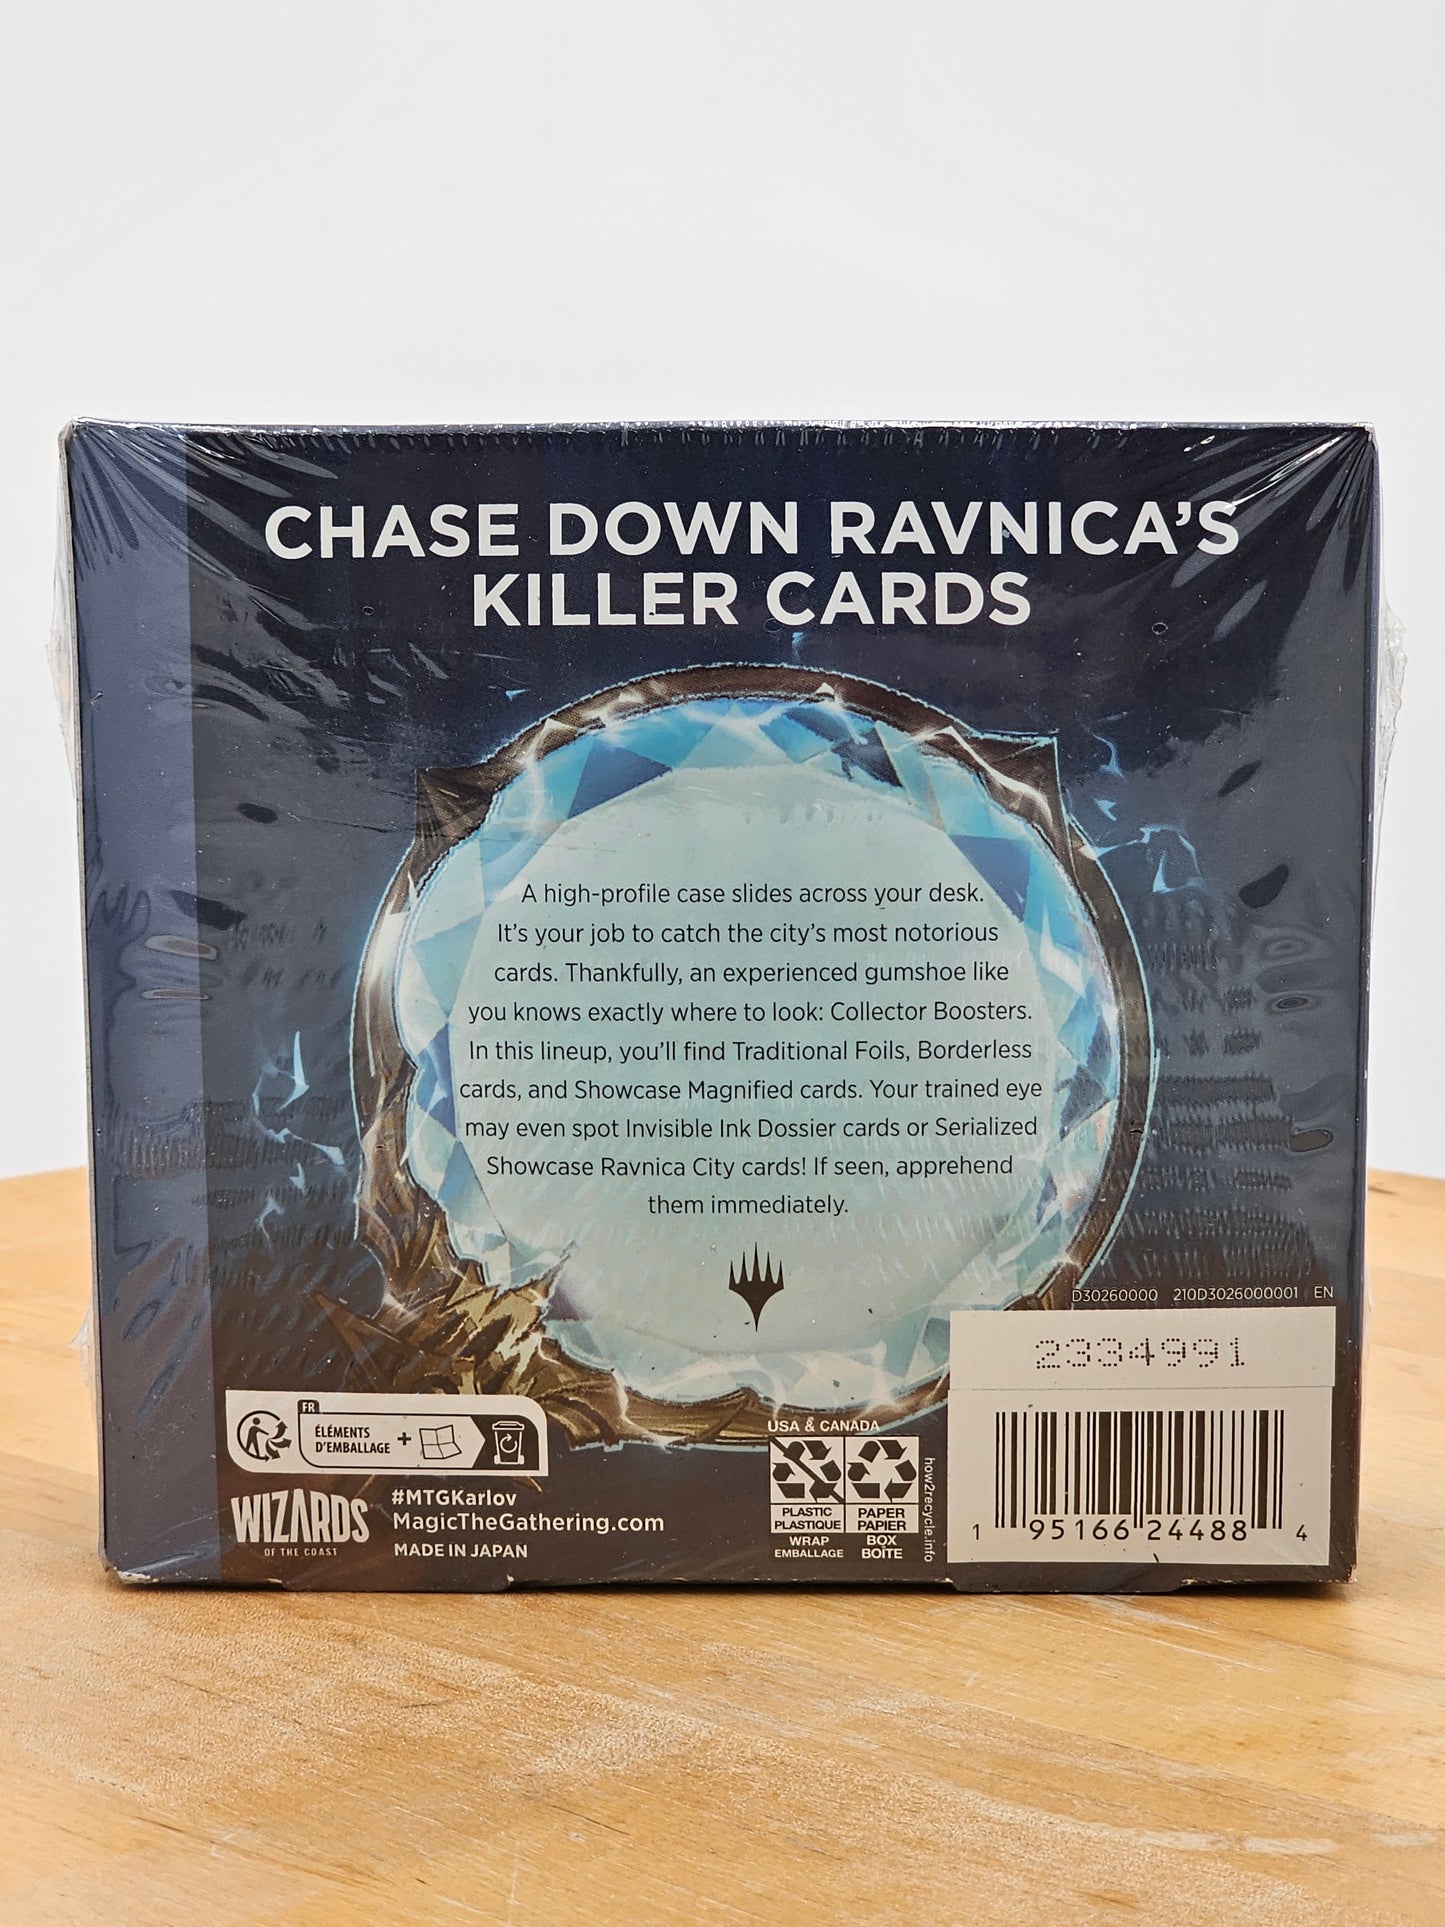 CHASE DOWN RAVNICA'S
KILLER CARDS
A high-profile case slides across your desk.
It's your job to catch the city's most notorious
cards. Thankfully, an experienced gumshoe like
you knows exactly where to look: Collector Boosters.
In this lineup, you'll find Traditional Foils, Borderless
cards, and Showcase Magnified cards. Your trained eye
may even spot Invisible Ink Dossier cards or Serialized
Showcase Ravnica City cards! If seen, apprehend
them immediately.
D30260000 210D3026000001 EN
2334991
1 95166 24488 4
FR
ÉLÉMENTS
D'EMBALLAGE +
WIZARDS
OF THE COAST
#MTGKarlov
MagicTheGathering.com
MADE IN JAPAN
USA & CANADA
PLASTIC
PLASTIQUE
WRAP
EMBALLAGE
PAPER
PAPIER
BOX
BOÎTE
how2recycle.info